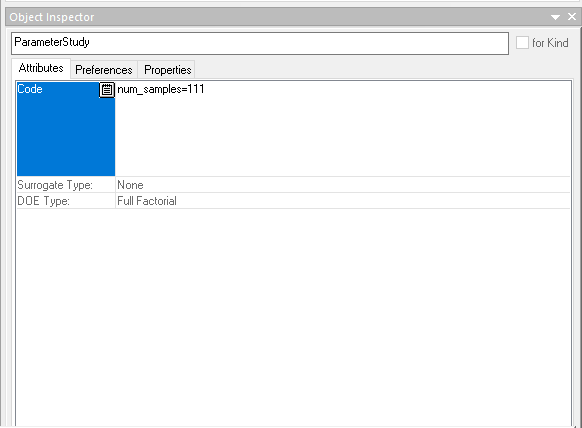 Object Inspector
ParameterStudy
for Kind
Attributes Preferences Properties
Code num_samples=111
Surrogate Type: None
DOE Type: Full Factorial